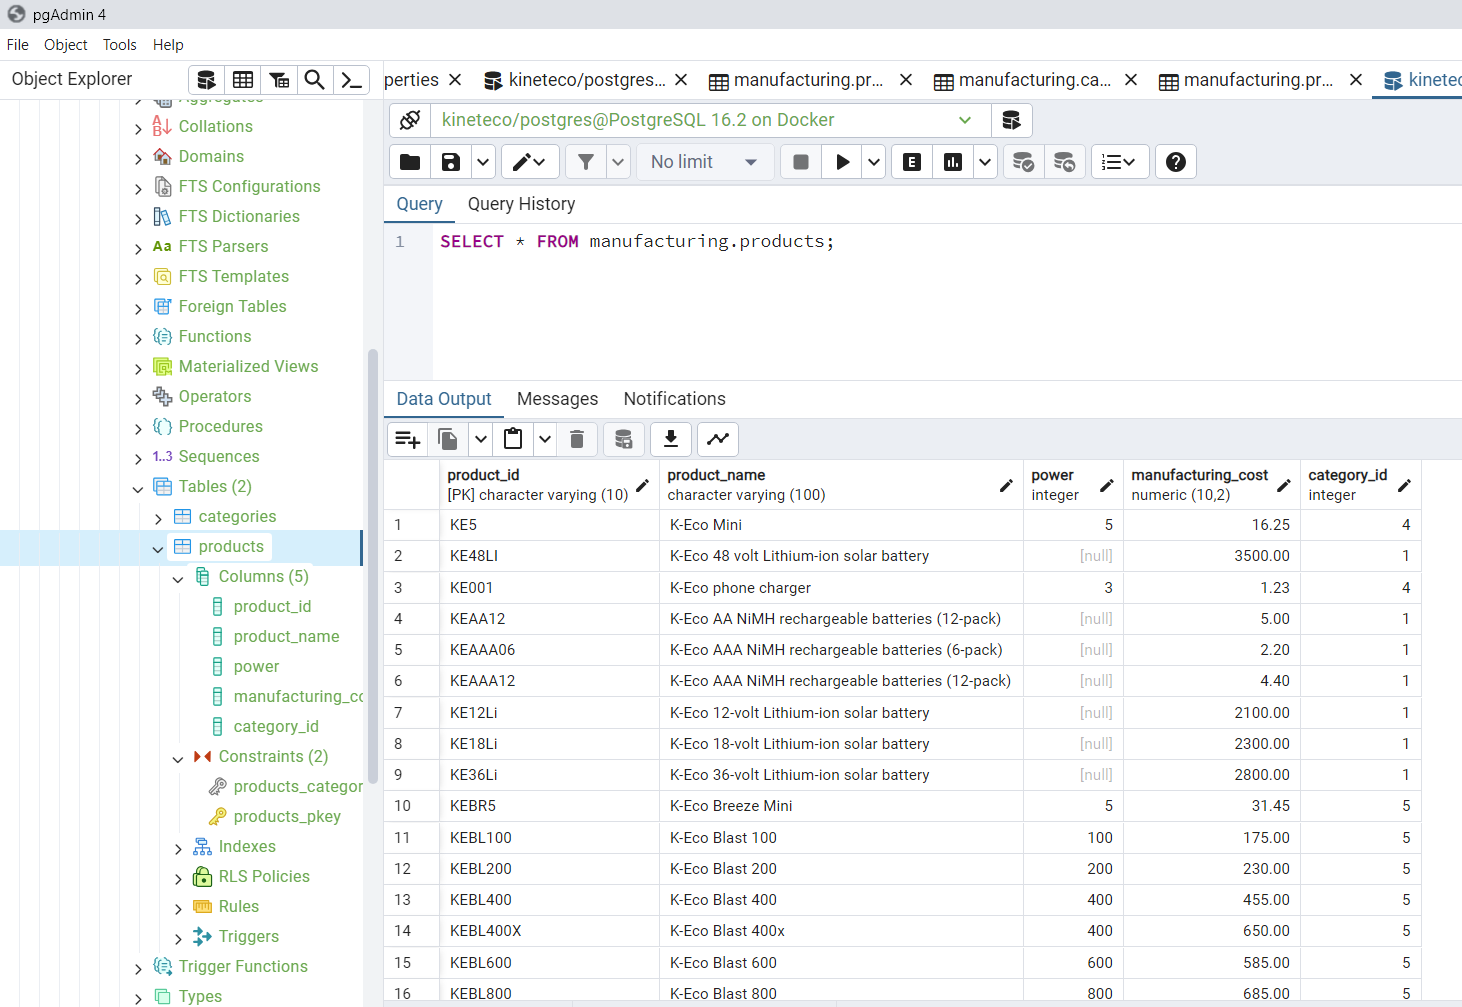 pgAdmin 4
File Object Tools Help
Object Explorer
perties
kineteco/postgres...
manufacturing.pr...
manufacturing.ca...
manufacturing.pr...
kinetec
Aggregates
Collations
Domains
FTS Configurations
FTS Dictionaries
Aa FTS Parsers
FTS Templates
Foreign Tables
Functions
Materialized Views
Operators
Procedures
1..3 Sequences
Tables (2)
categories
products
Columns (5)
product_id
product_name
power
manufacturing_co
category_id
Constraints (2)
products_categor
products_pkey
Indexes
RLS Policies
Rules
Triggers
Trigger Functions
Types
kineteco/postgres@PostgreSQL 16.2 on Docker
No limit
E
Query Query History
1 SELECT * FROM manufacturing.products;
Data Output Messages Notifications
product_id product_name power manufacturing_cost category_id
[PK] character varying (10) character varying (100) integer numeric (10,2) integer
1 KE5 K-Eco Mini 5 16.25 4
2 KE48LI K-Eco 48 volt Lithium-ion solar battery [null] 3500.00 1
3 KE001 K-Eco phone charger 3 1.23 4
4 KEAA12 K-Eco AA NiMH rechargeable batteries (12-pack) [null] 5.00 1
5 KEAAA06 K-Eco AAA NiMH rechargeable batteries (6-pack) [null] 2.20 1
6 KEAAA12 K-Eco AAA NiMH rechargeable batteries (12-pack) [null] 4.40 1
7 KE12Li K-Eco 12-volt Lithium-ion solar battery [null] 2100.00 1
8 KE18Li K-Eco 18-volt Lithium-ion solar battery [null] 2300.00 1
9 KE36Li K-Eco 36-volt Lithium-ion solar battery [null] 2800.00 1
10 KEBR5 K-Eco Breeze Mini 5 31.45 5
11 KEBL100 K-Eco Blast 100 100 175.00 5
12 KEBL200 K-Eco Blast 200 200 230.00 5
13 KEBL400 K-Eco Blast 400 400 455.00 5
14 KEBL400X K-Eco Blast 400x 400 650.00 5
15 KEBL600 K-Eco Blast 600 600 585.00 5
16 KEBL800 K-Eco Blast 800 800 685.00 5